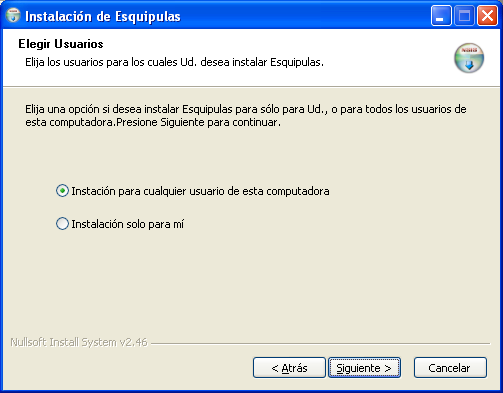 Instalación de Esquipulas
Elegir Usuarios
Elija los usuarios para los cuales Ud. desea instalar Esquipulas.
Elija una opción si desea instalar Esquipulas para sólo para Ud., o para todos los usuarios de
esta computadora.Presione Siguiente para continuar.
Instación para cualquier usuario de esta computadora
Instalación solo para mí
Nullsoft Install System v2.46
< Atrás
Siguiente >
Cancelar